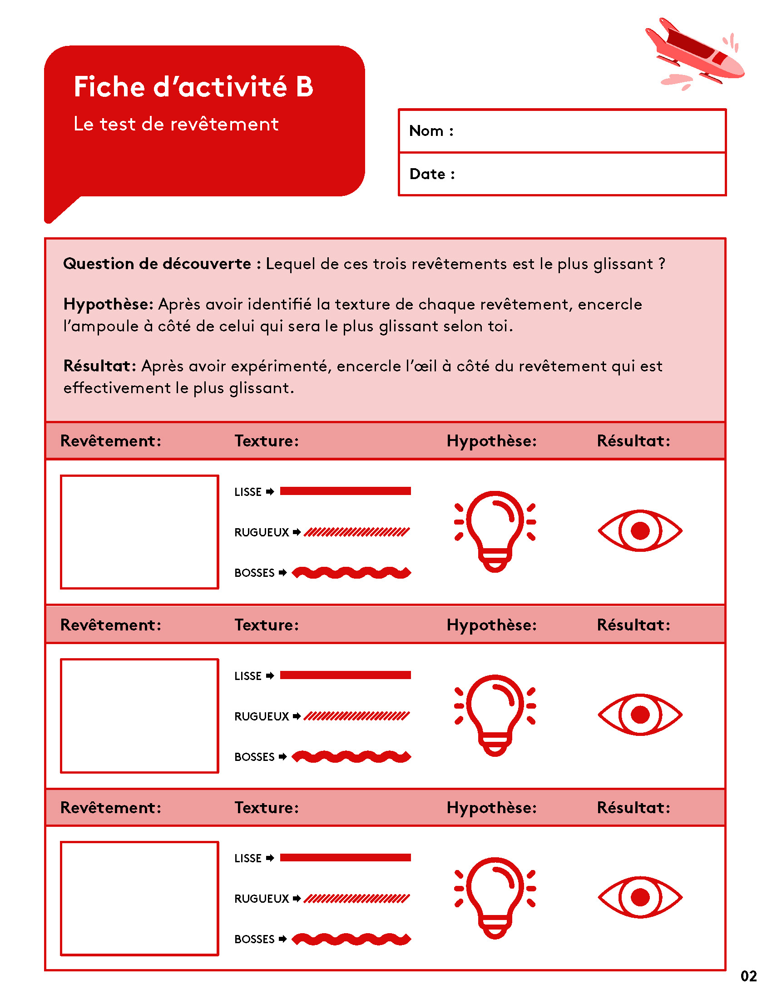 Fiche d’activité B
Le test de revêtement
Nom :
Date :
Question de découverte : Lequel de ces trois revêtements est le plus glissant ?
Hypothèse: Après avoir identifié la texture de chaque revêtement, encercle
l’ampoule à côté de celui qui sera le plus glissant selon toi.
Résultat: Après avoir expérimenté, encercle l’œil à côté du revêtement qui est
effectivement le plus glissant.
Revêtement: Texture: Hypothèse: Résultat:
LISSE
RUGUEUX
BOSSES
Revêtement: Texture: Hypothèse: Résultat:
LISSE
RUGUEUX
BOSSES
Revêtement: Texture: Hypothèse: Résultat:
LISSE
RUGUEUX
BOSSES
02